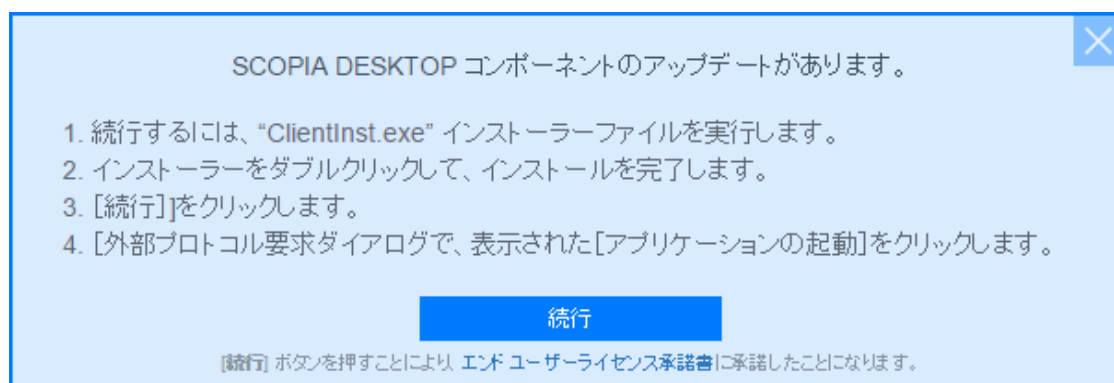 SCOPIA DESKTOP コンポーネントのアップデートがあります。
1. 続行するには、“ClientInst.exe” インストーラーファイルを実行します。
2. インストーラーをダブルクリックして、インストールを完了します。
3. [続行]]をクリックします。
4. [外部プロトコル要求ダイアログで、表示された[アプリケーションの起動]をクリックします。
続行
[続行] ボタンを押すことにより、エンド ユーザーライセンス承諾書に承諾したことになります。